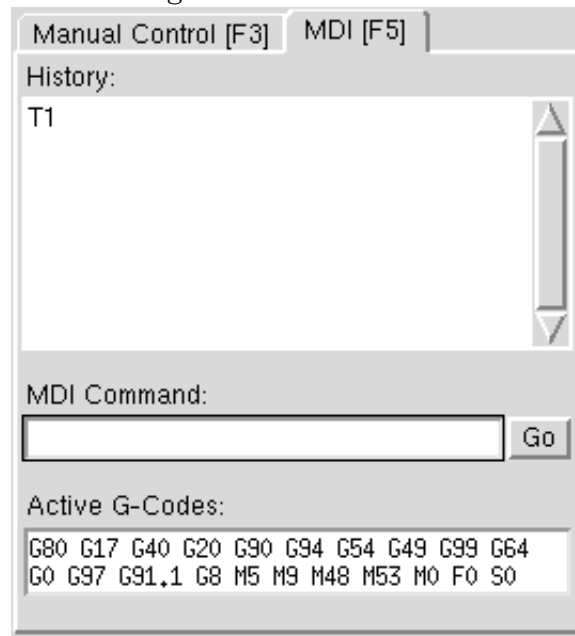 Manual Control [F3] MDI [F5]
History:
T1
MDI Command:
Go
Active G-Codes:
G80 G17 G40 G20 G90 G94 G54 G49 G99 G64
G0 G97 G91.1 G8 M5 M9 M48 M53 M0 F0 S0